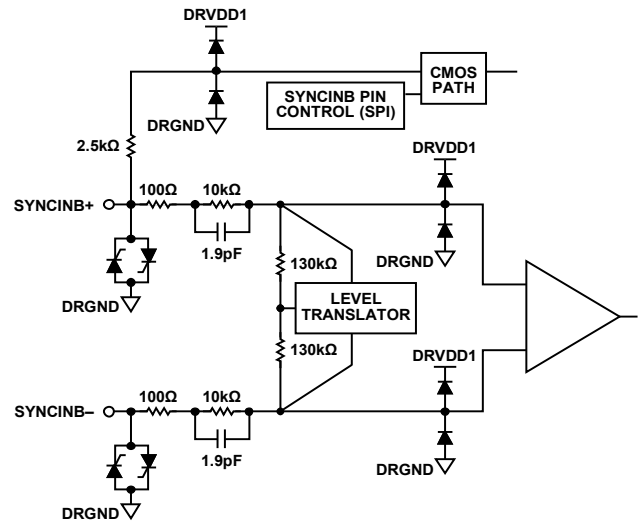 DRVDD1
CMOS
PATH
SYNCINB PIN
CONTROL (SPI)
DRGND
2.5kΩ
DRVDD1
100Ω
10kΩ
SYNCINB+
1.9pF
DRGND
130kΩ
DRGND
LEVEL
TRANSLATOR
130kΩ
DRVDD1
100Ω
10kΩ
SYNCINB–
1.9pF
DRGND
DRGND